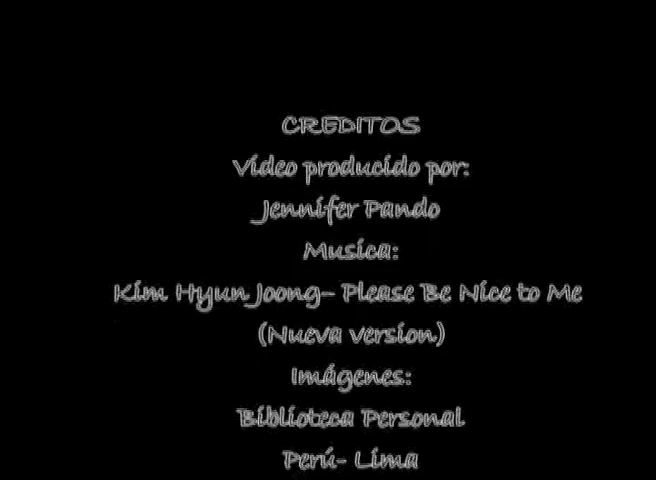 CREDITOS
Video producido por:
Jennifer Pando
Musica:
Kim Hyun Joong- Please Be Nice to Me
(Nueva version)
Imágenes:
Biblioteca Personal
Perú- Lima